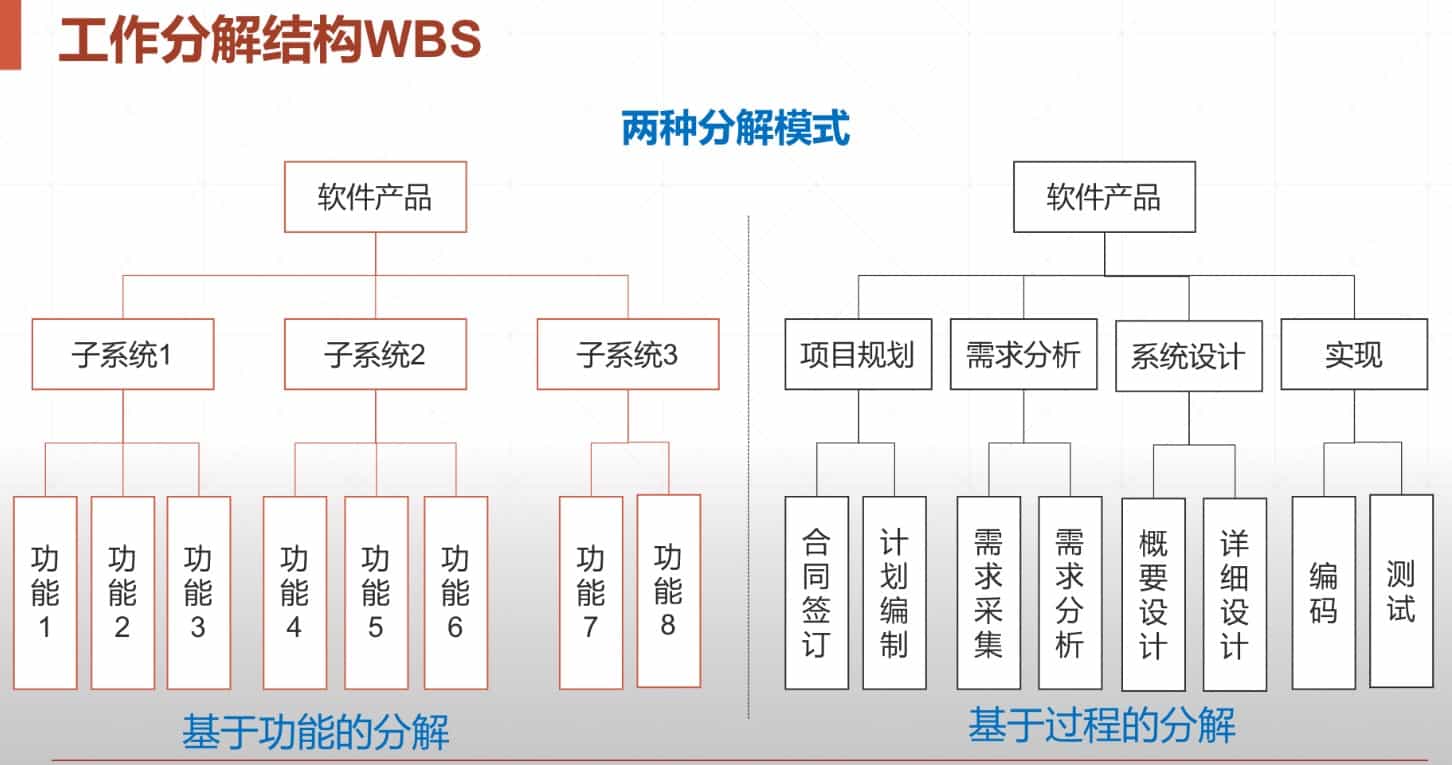 工作分解结构WBS
两种分解模式
软件产品
子系统1
子系统2
子系统3
功能1
功能2
功能3
功能4
功能5
功能6
功能7
功能8
基于功能的分解
软件产品
项目规划
需求分析
系统设计
实现
合同签订
计划编制
需求采集
需求分析
概要设计
详细设计
编码
测试
基于过程的分解